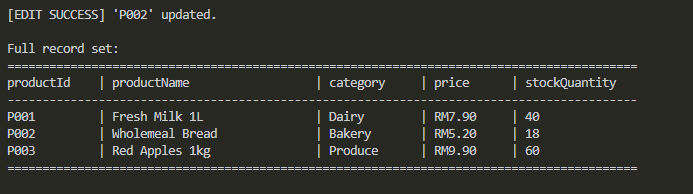 [EDIT SUCCESS] 'P002' updated.
Full record set:
==========================================================================================
productId    | productName                  | category     | price      | stockQuantity
------------------------------------------------------------------------------------------
P001         | Fresh Milk 1L                | Dairy        | RM7.90     | 40
P002         | Wholemeal Bread              | Bakery       | RM5.20     | 18
P003         | Red Apples 1kg               | Produce      | RM9.90     | 60
==========================================================================================